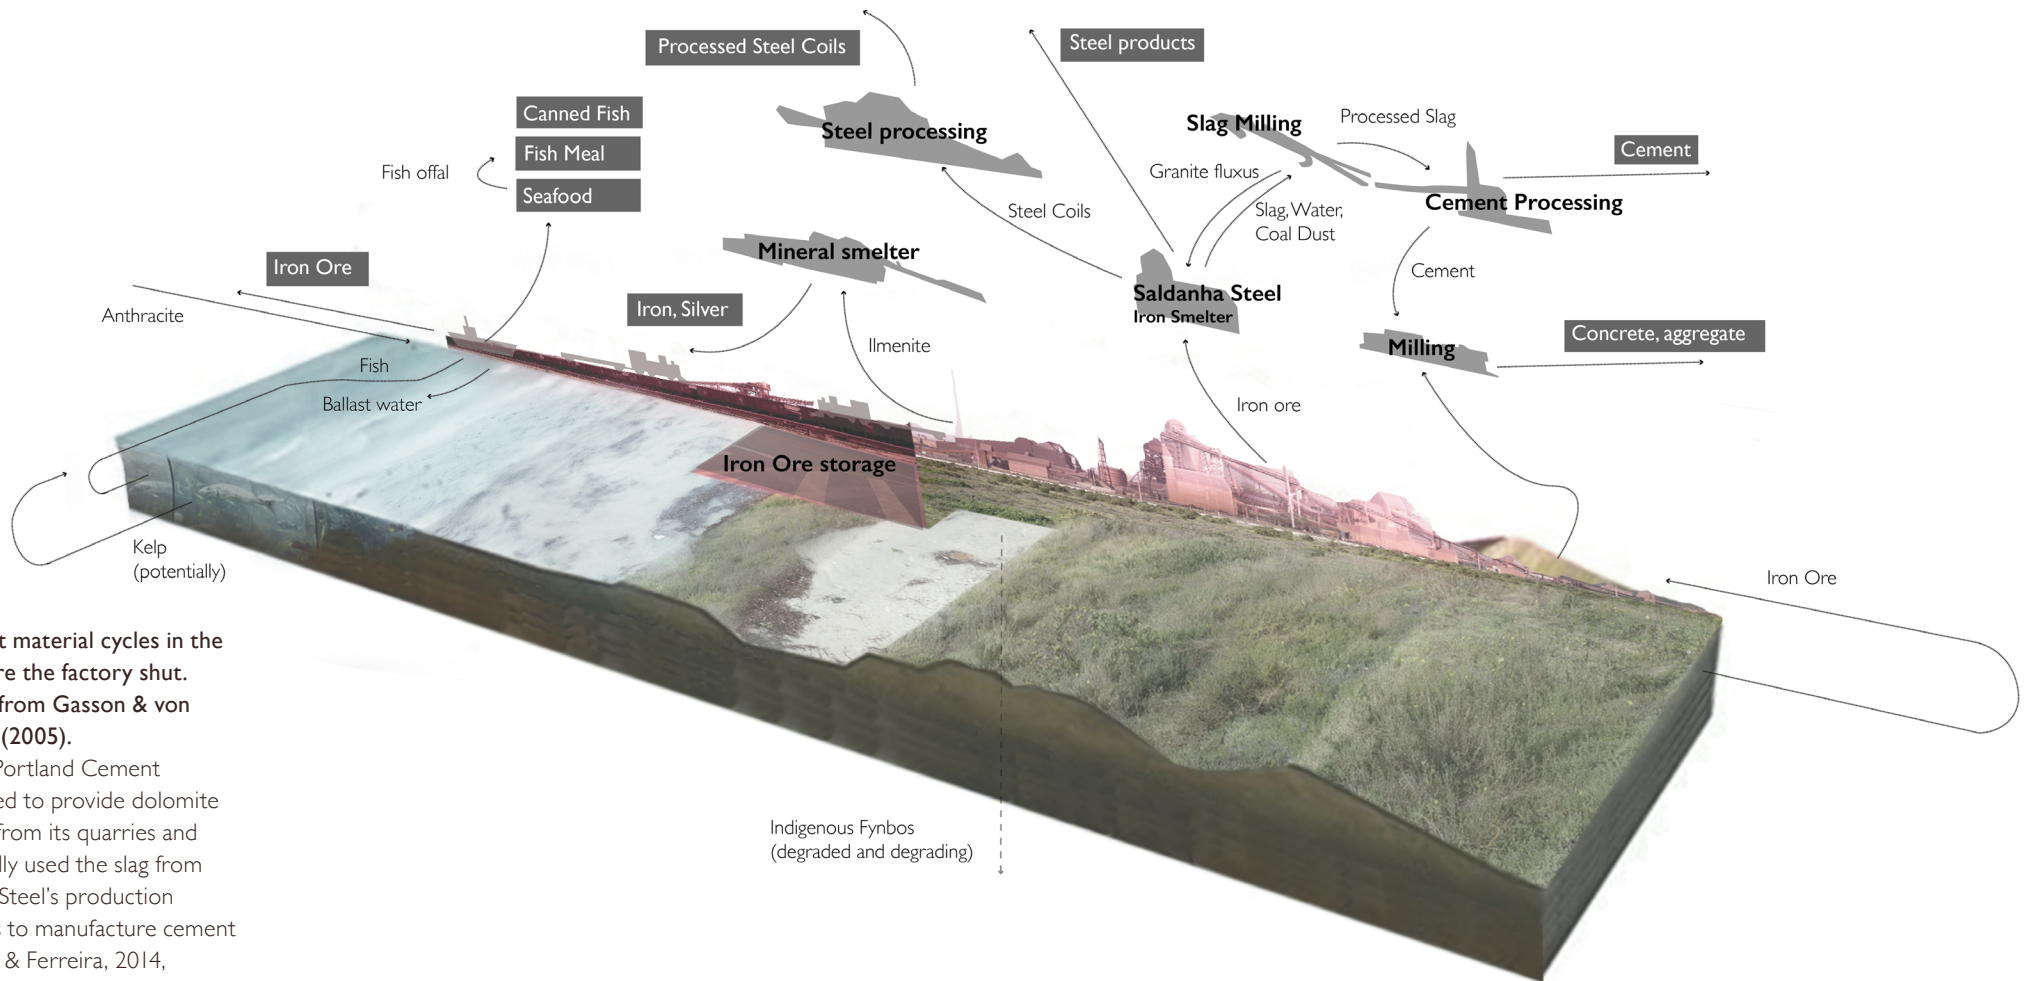 Processed Steel Coils
Steel products
Canned Fish
Fish Meal
Seafood
Fish offal
Steel processing
Slag Milling
Processed Slag
Cement
Granite fluxus
Steel Coils
Slag, Water,
Coal Dust
Cement Processing
Mineral smelter
Iron Ore
Anthracite
Iron, Silver
Saldanha Steel
Iron Smelter
Cement
Ilmenite
Milling
Concrete, aggregate
Fish
Ballast water
Iron ore
Iron Ore storage
Kelp
(potentially)
Iron Ore
Indigenous Fynbos
(degraded and degrading)
t material cycles in the
re the factory shut.
from Gasson & von
(2005).
Portland Cement
ed to provide dolomite
from its quarries and
lly used the slag from
Steel's production
s to manufacture cement
& Ferreira, 2014,